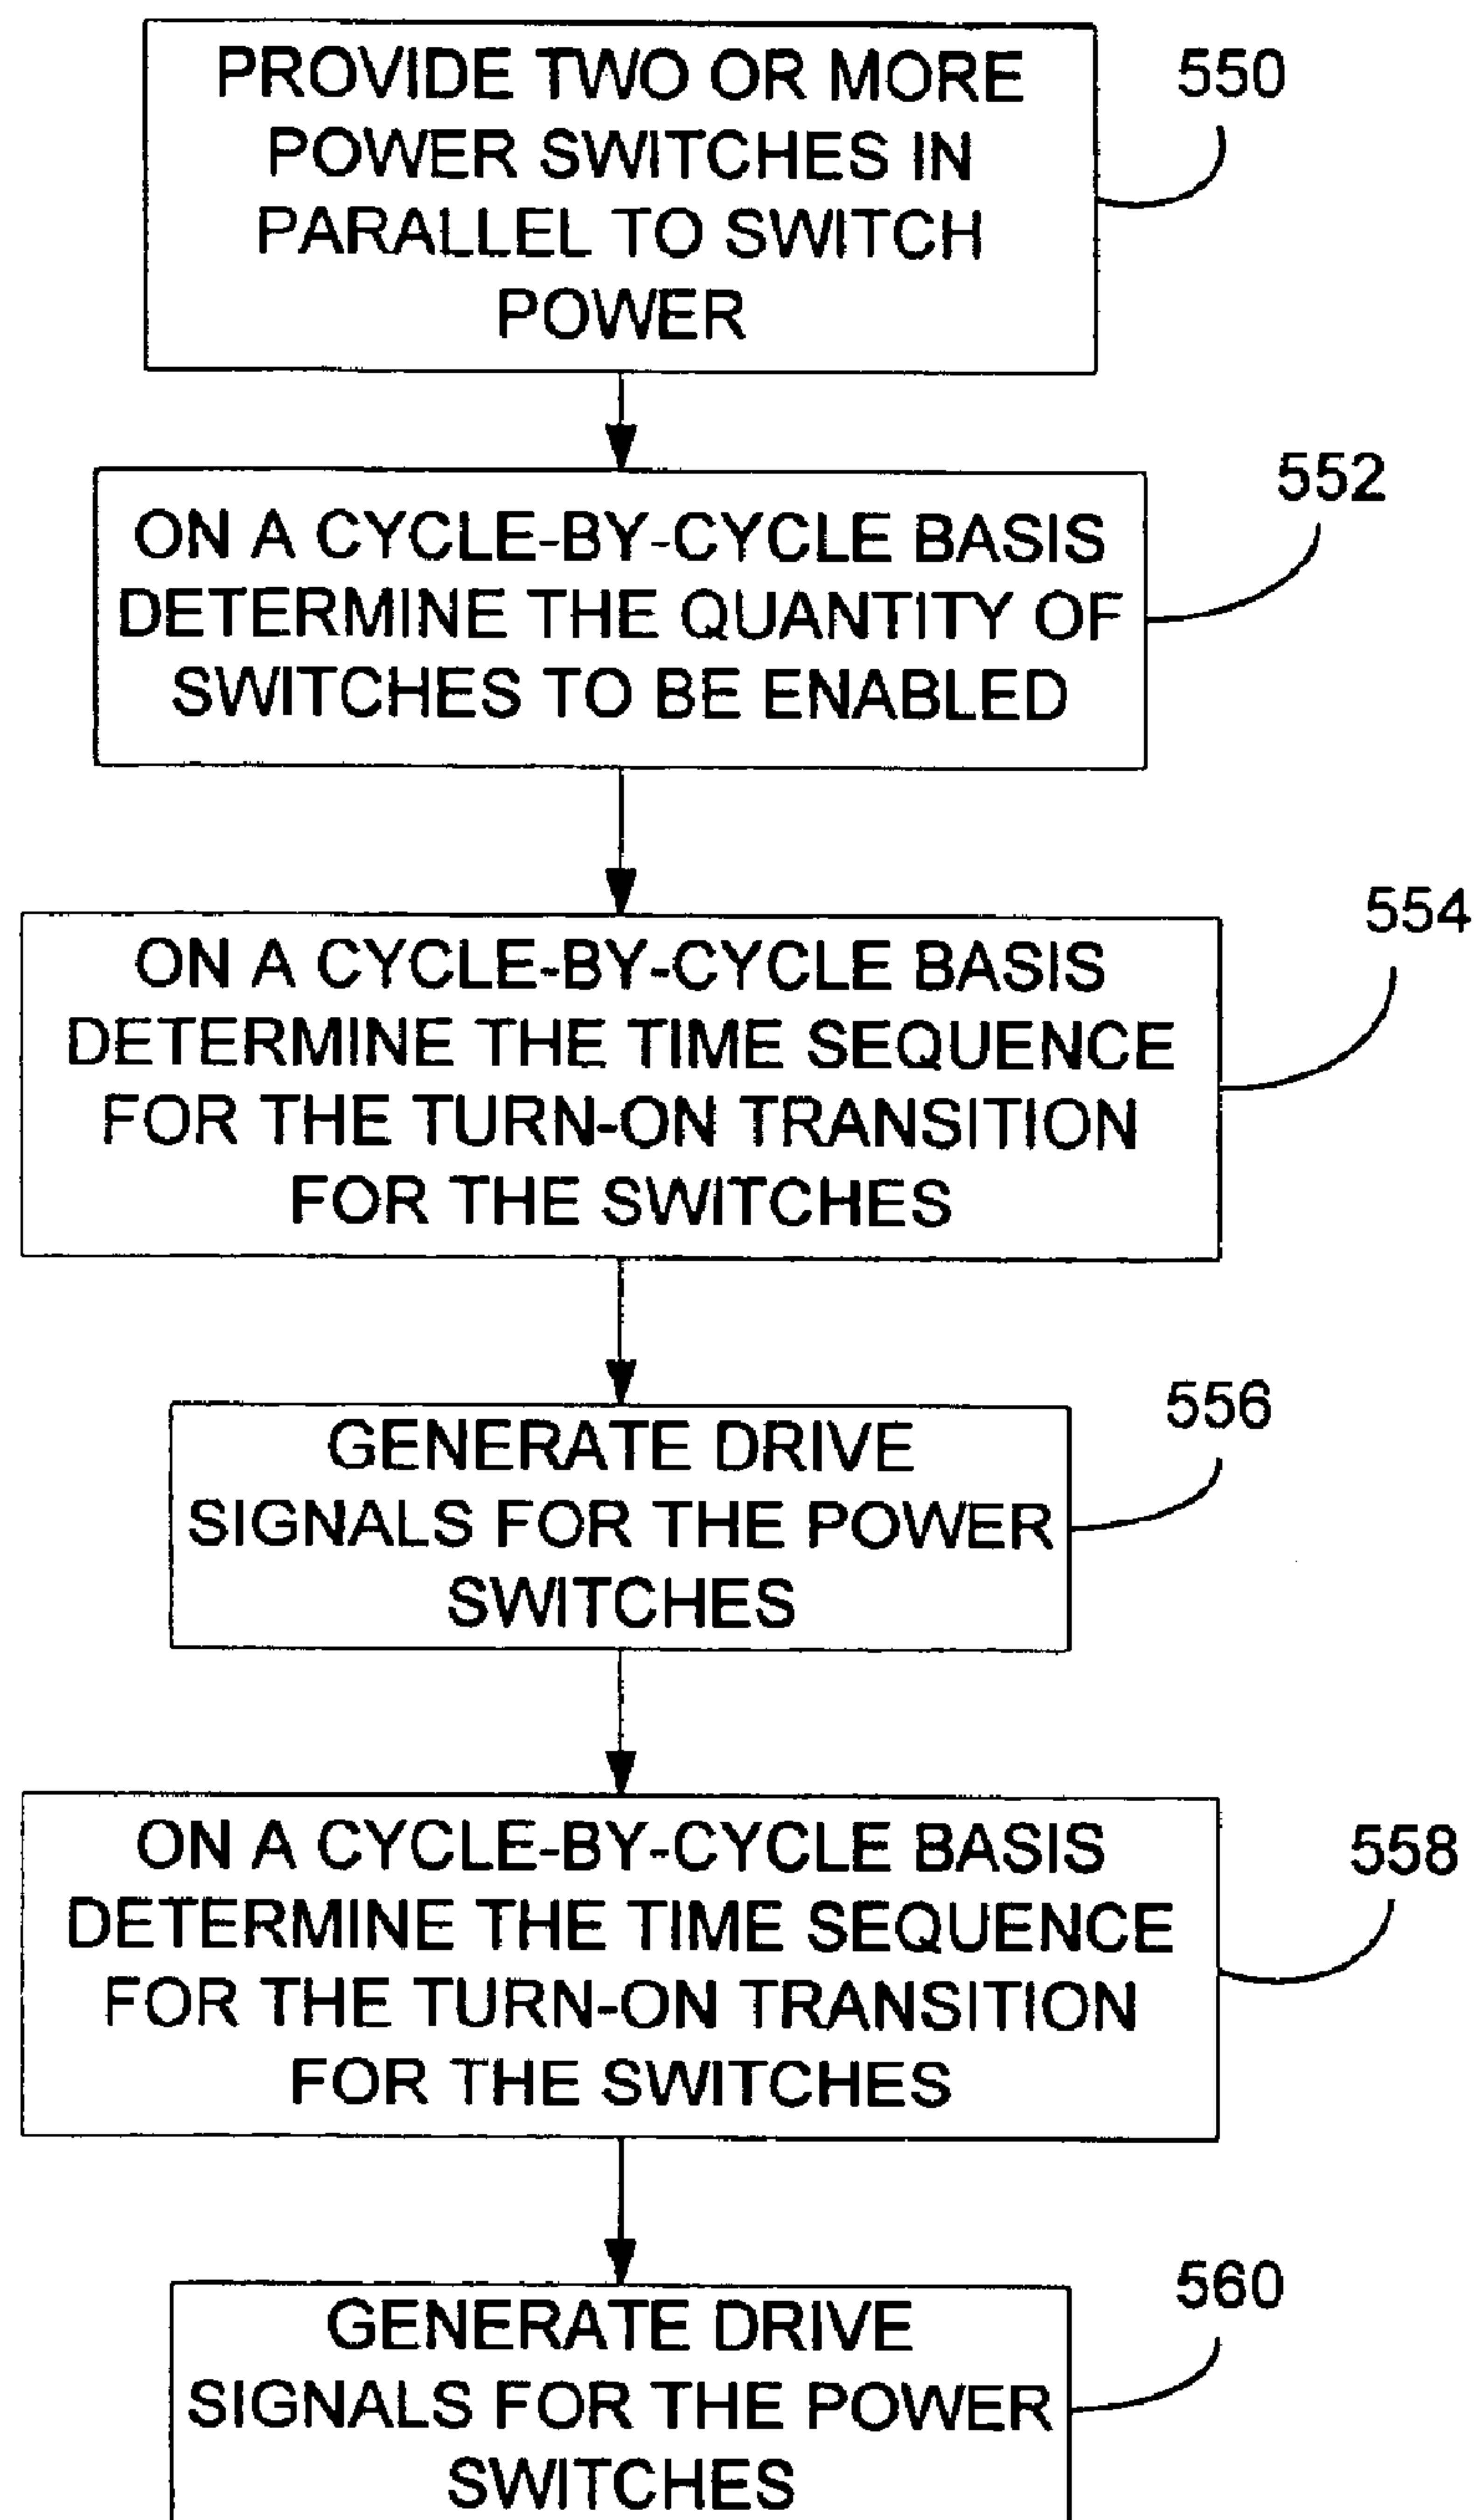 PROVIDE TWO OR MORE
POWER SWITCHES IN
PARALLEL TO SWITCH
POWER
550
ON A CYCLE-BY-CYCLE BASIS
DETERMINE THE QUANTITY OF
SWITCHES TO BE ENABLED
552
ON A CYCLE-BY-CYCLE BASIS
DETERMINE THE TIME SEQUENCE
FOR THE TURN-ON TRANSITION
FOR THE SWITCHES
554
GENERATE DRIVE
SIGNALS FOR THE POWER
SWITCHES
556
ON A CYCLE-BY-CYCLE BASIS
DETERMINE THE TIME SEQUENCE
FOR THE TURN-ON TRANSITION
FOR THE SWITCHES
558
GENERATE DRIVE
SIGNALS FOR THE POWER
SWITCHES
560